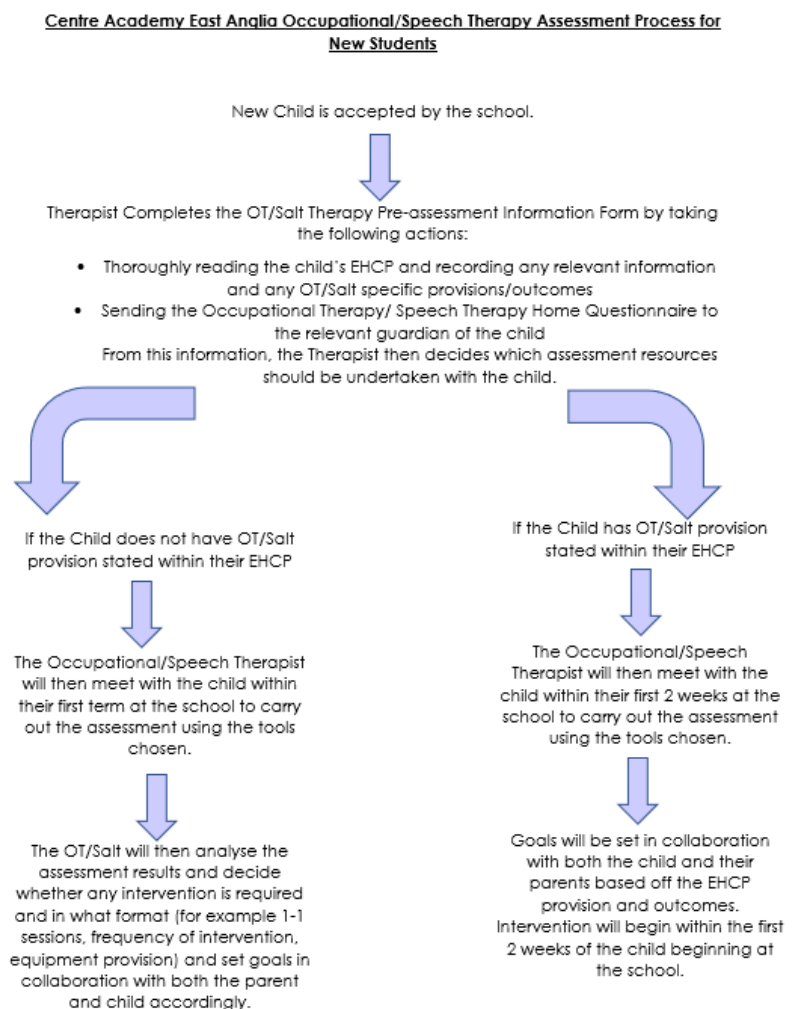 Centre Academy East Anglia Occupational/Speech Therapy Assessment Process for
New Students
New Child is accepted by the school.
Therapist Completes the OT/Salt Therapy Pre-assessment Information Form by taking
the following actions:
• Thoroughly reading the child's EHCP and recording any relevant information
and any OT/Salt specific provisions/outcomes
• Sending the Occupational Therapy/ Speech Therapy Home Questionnaire to
the relevant guardian of the child
From this information, the Therapist then decides which assessment resources
should be undertaken with the child.
If the Child does not have OT/Salt
provision stated within their EHCP
The Occupational/Speech Therapist
will then meet with the child within
their first term at the school to carry
out the assessment using the tools
chosen.
The OT/Salt will then analyse the
assessment results and decide
whether any intervention is required
and in what format (for example 1-1
sessions, frequency of intervention,
equipment provision) and set goals in
collaboration with both the parent
and child accordingly.
If the Child has OT/Salt provision
stated within their EHCP
The Occupational/Speech
Therapist will then meet with the
child within their first 2 weeks at the
school to carry out the assessment
using the tools chosen.
Goals will be set in collaboration
with both the child and their
parents based off the EHCP
provision and outcomes.
Intervention will begin within the first
2 weeks of the child beginning at
the school.